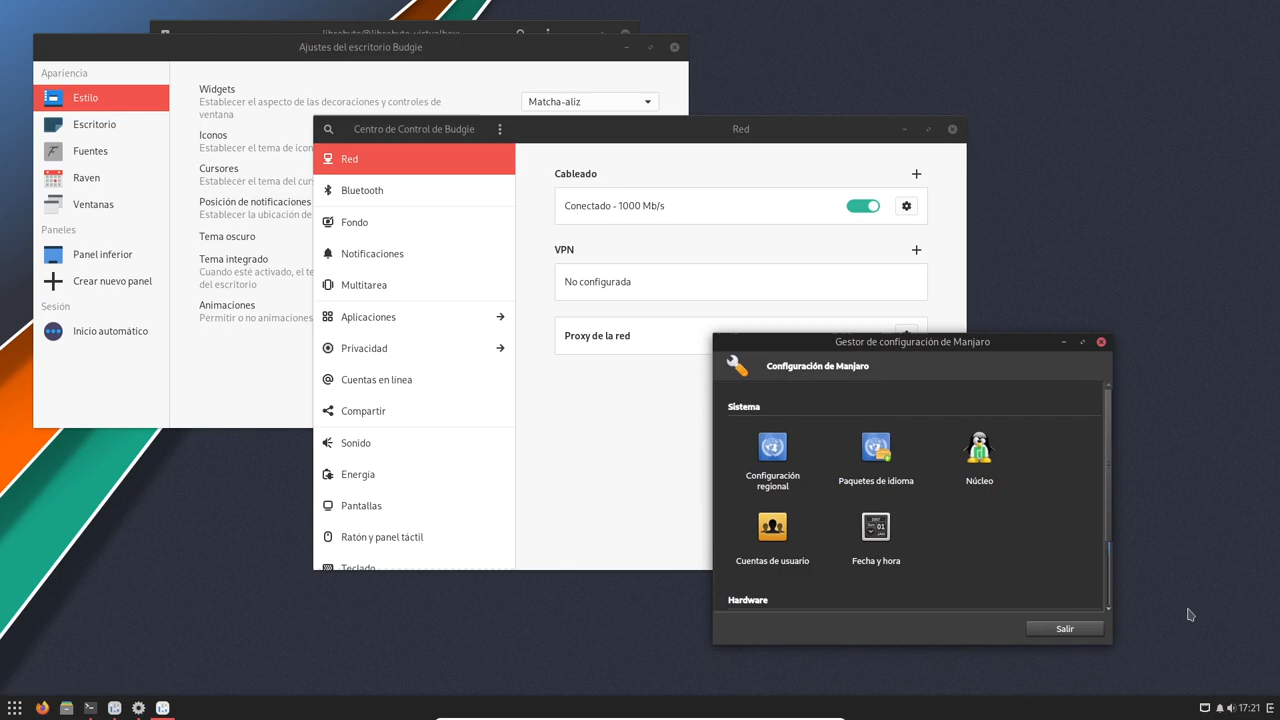 librebyte@librebyte-virtualbox:~
Ajustes del escritorio Budgie
Apariencia
Estilo
Escritorio
Fuentes
Raven
Ventanas
Paneles
Panel inferior
Crear nuevo panel
Sesión
Inicio automático
Widgets
Establecer el aspecto de las decoraciones y controles de
ventana
Matcha-aliz
Iconos
Establecer el tema de
Cursores
Establecer el tema del
Posición de notificaciones
Establecer la ubicación de
Tema oscuro
Tema integrado
Cuando esté activado, el
del escritorio
Animaciones
Permitir o no animaciones
Centro de Control de Budgie
Red
Red
Bluetooth
Fondo
Notificaciones
Multitarea
Aplicaciones
Privacidad
Cuentas en línea
Compartir
Sonido
Energía
Pantallas
Ratón y panel táctil
Teclado
Cableado
Conectado - 1000 Mb/s
VPN
No configurada
Proxy de la red
Gestor de configuración de Manjaro
Configuración de Manjaro
Sistema
Configuración
regional
Paquetes de idioma
Núcleo
Cuentas de usuario
Fecha y hora
Hardware
Salir
17:21